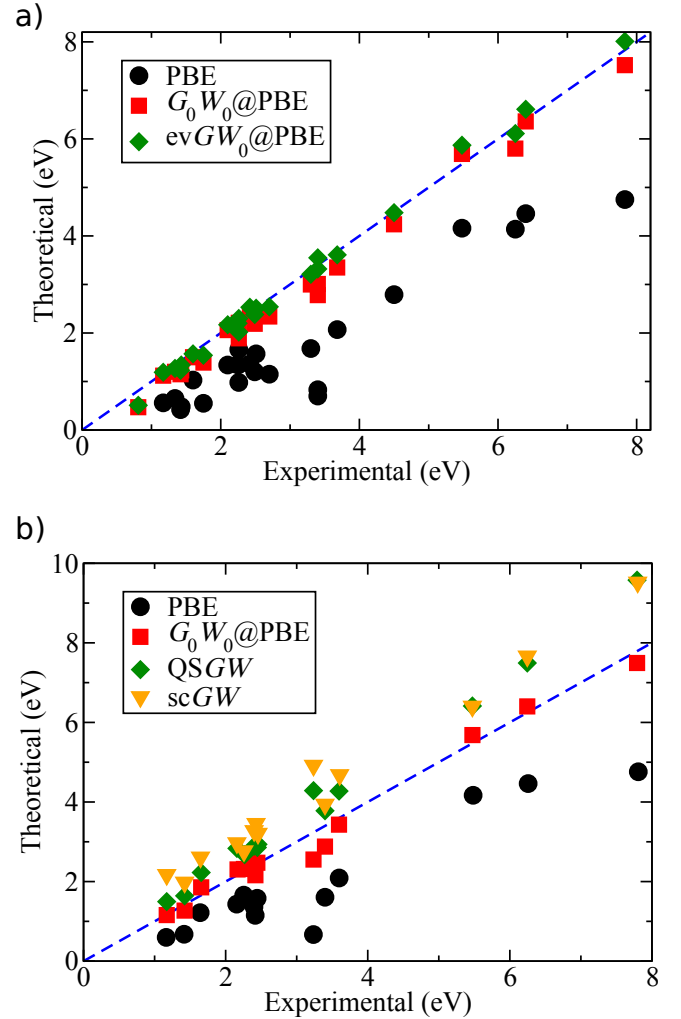 a)
8
6
4
2
0
Theoretical (eV)
PBE
G0W0@PBE
evGW0@PBE
0 2 4 6 8
Experimental (eV)
b)
10
8
6
4
2
0
Theoretical (eV)
PBE
G0W0@PBE
QSGW
scGW
0 2 4 6 8
Experimental (eV)